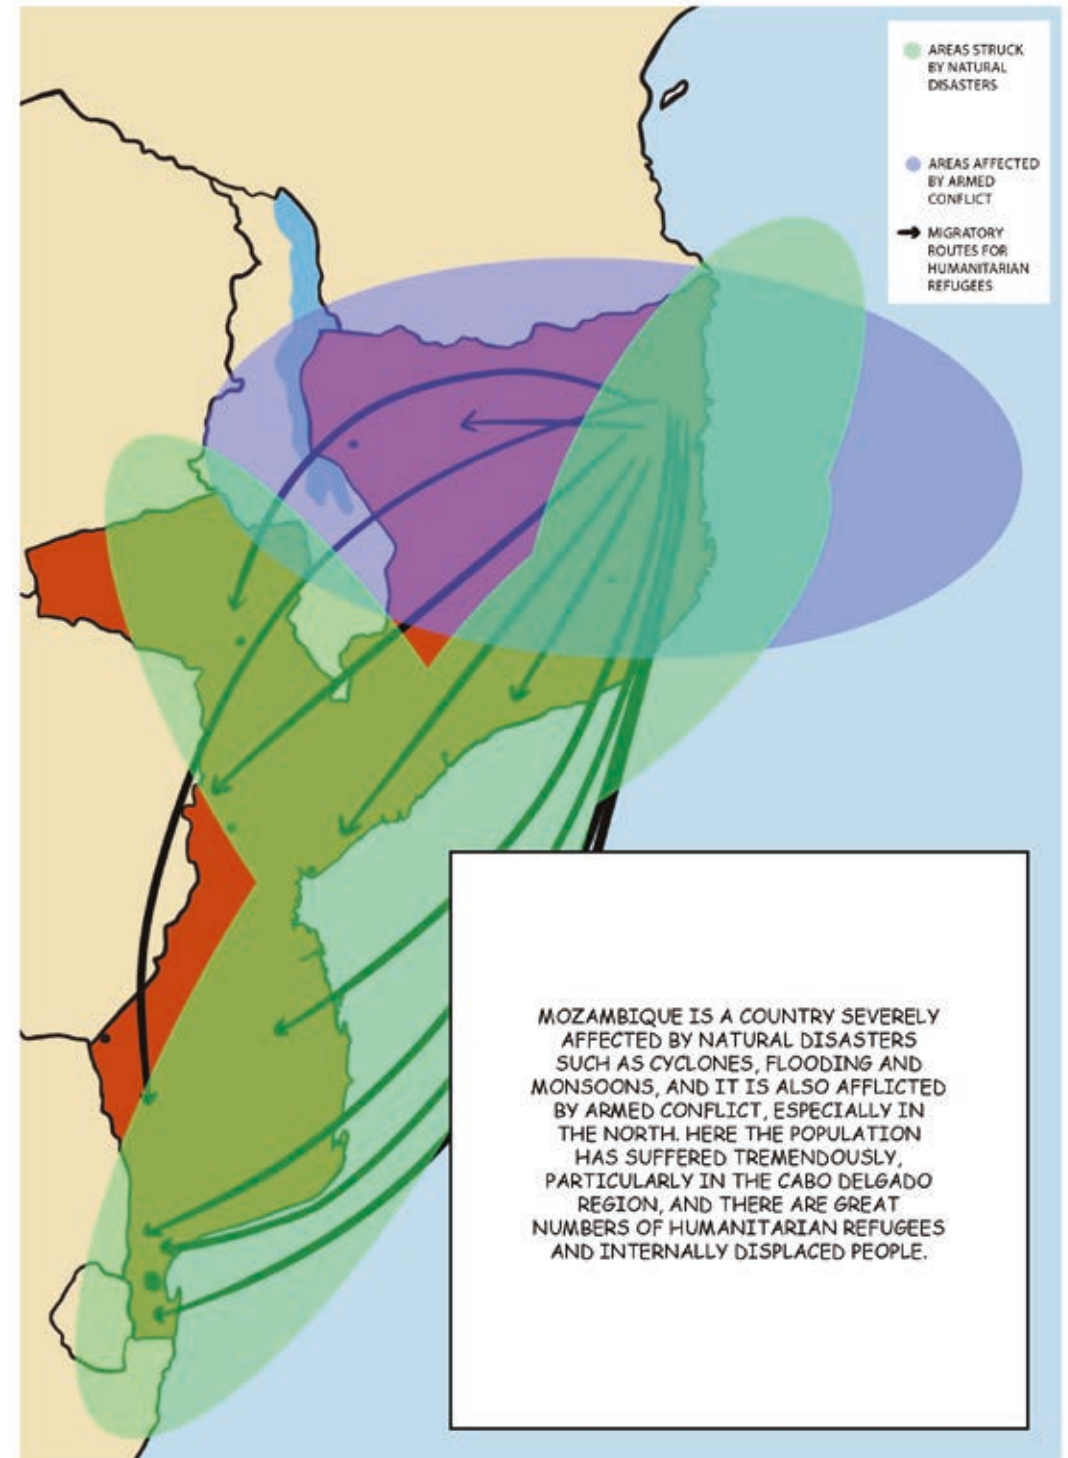 AREAS STRUCK
BY NATURAL
DISASTERS
AREAS AFFECTED
BY ARMED
CONFLICT
MIGRATORY
ROUTES FOR
HUMANITARIAN
REFUGEES
MOZAMBIQUE IS A COUNTRY SEVERELY
AFFECTED BY NATURAL DISASTERS
SUCH AS CYCLONES, FLOODING AND
MONSOONS, AND IT IS ALSO AFFLICTED
BY ARMED CONFLICT, ESPECIALLY IN
THE NORTH. HERE THE POPULATION
HAS SUFFERED TREMENDOUSLY,
PARTICULARLY IN THE CABO DELGADO
REGION, AND THERE ARE GREAT
NUMBERS OF HUMANITARIAN REFUGEES
AND INTERNALLY DISPLACED PEOPLE.